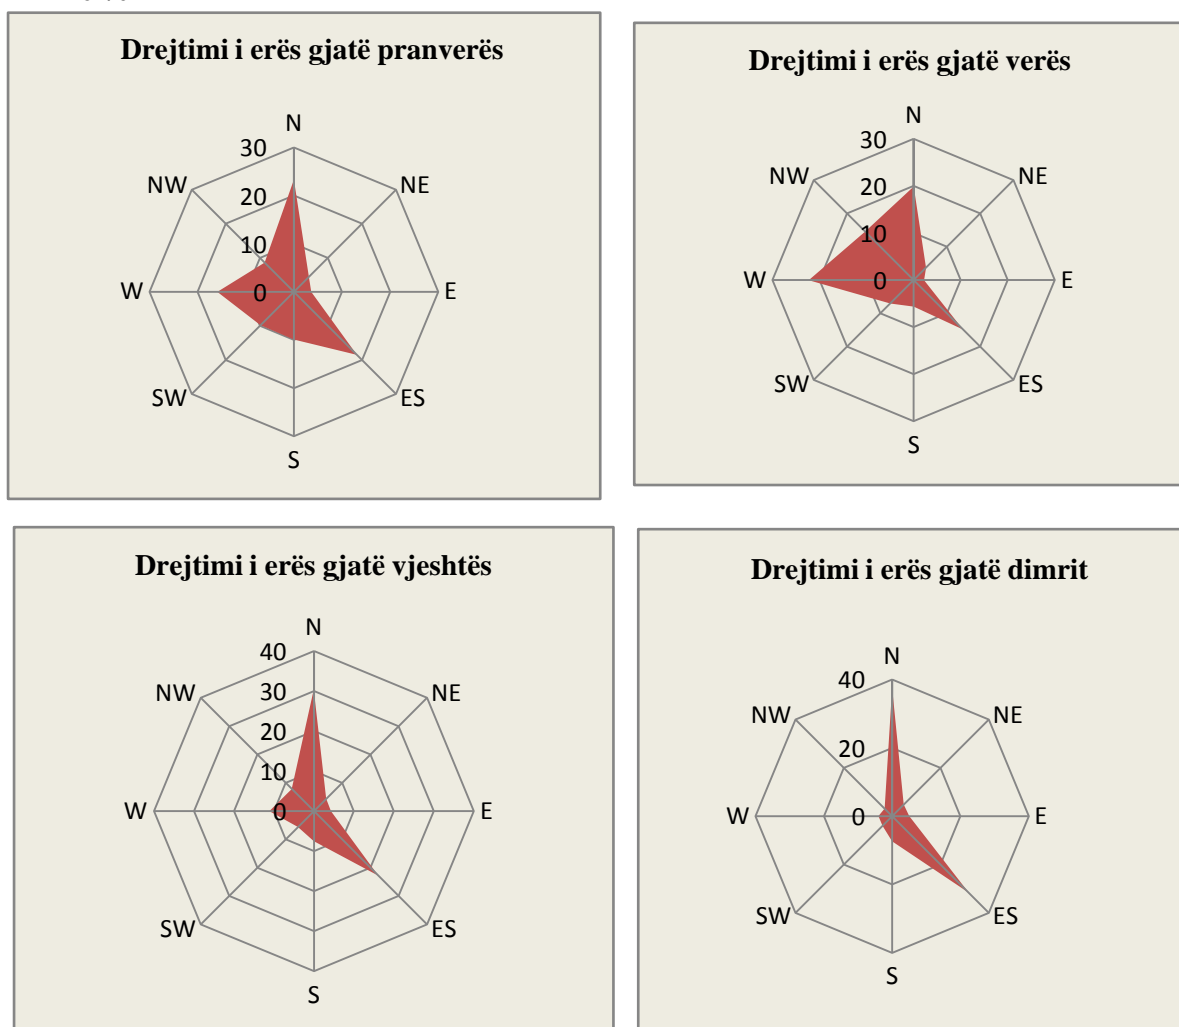 Drejtimi i erës gjatë pranverës
N
30
NW
NE
20
10
W
0
E
SW
ES
S
Drejtimi i erës gjatë verës
N
30
NW
NE
20
10
W
0
E
SW
ES
S
Drejtimi i erës gjatë vjeshtës
N
40
NW
30
NE
20
10
W
0
E
SW
ES
S
Drejtimi i erës gjatë dimrit
N
40
NW
NE
20
W
0
E
SW
ES
S